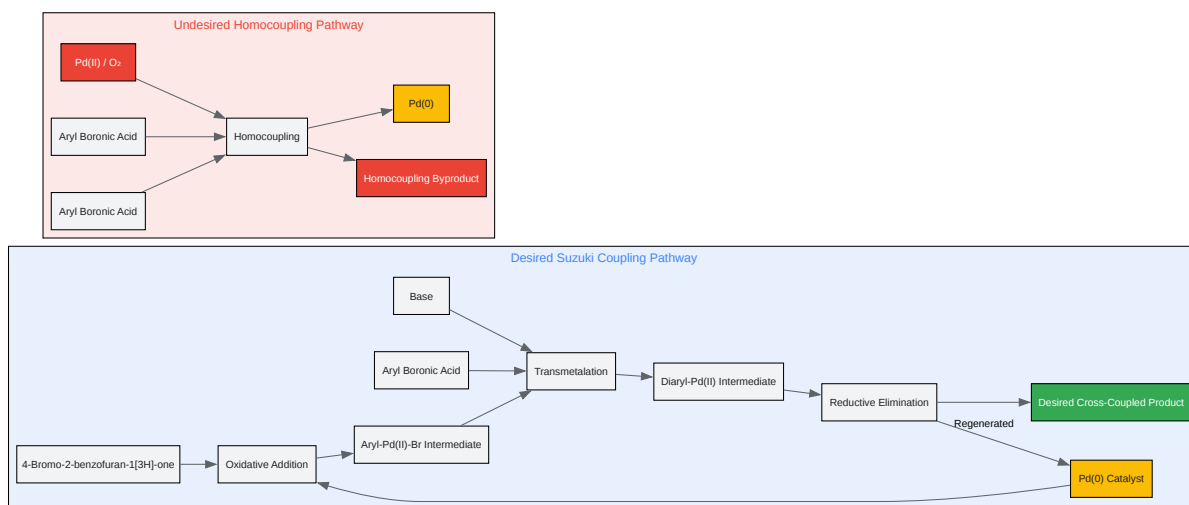 Undesired Homocoupling Pathway
Pd(II) / O₂
Pd(0)
Aryl Boronic Acid
Homocoupling
Homocoupling Byproduct
Aryl Boronic Acid
Desired Suzuki Coupling Pathway
Base
Aryl Boronic Acid
Transmetalation
Diaryl-Pd(II) Intermediate
Reductive Elimination
Desired Cross-Coupled Product
Regenerated
Aryl-Pd(II)-Br Intermediate
4-Bromo-2-benzofuran-1[3H]-one
Oxidative Addition
Pd(0) Catalyst